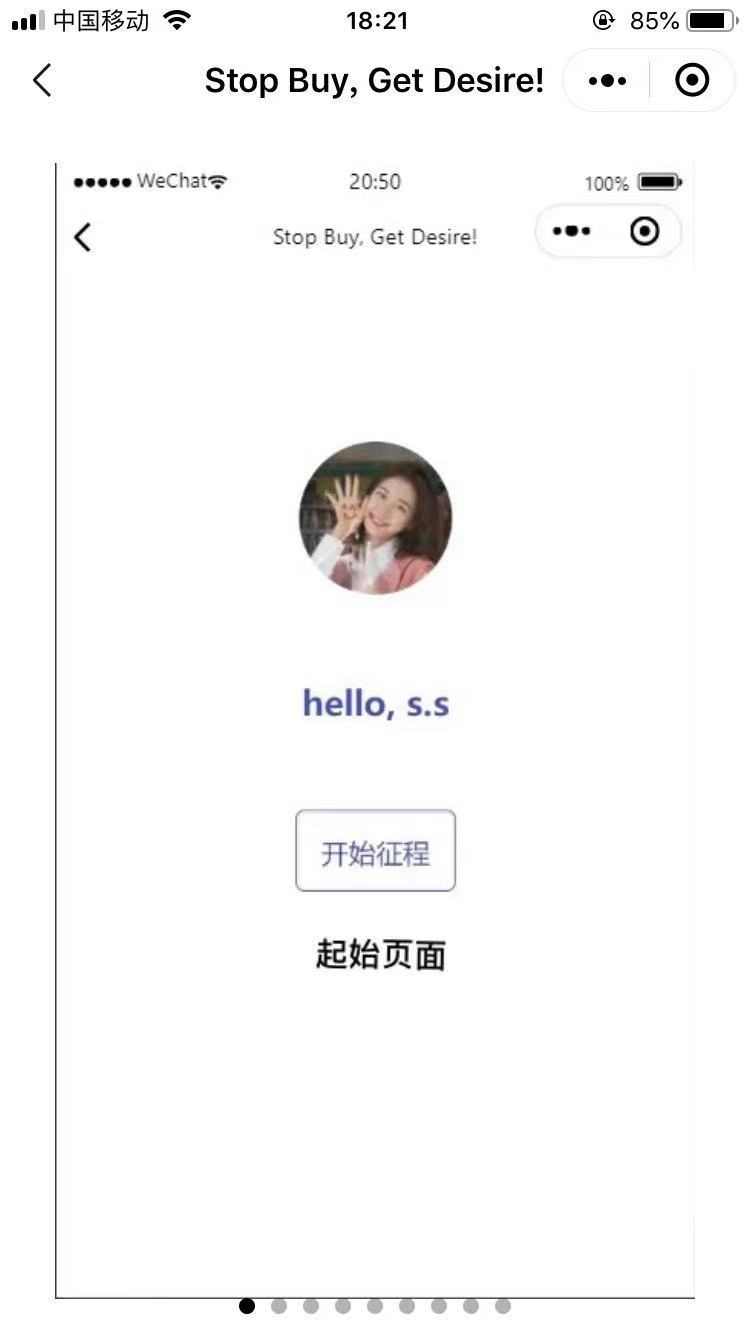 中国移动 18:21 85%
Stop Buy, Get Desire!
WeChat 20:50 100%
Stop Buy, Get Desire!
hello, s.s
开始征程
起始页面